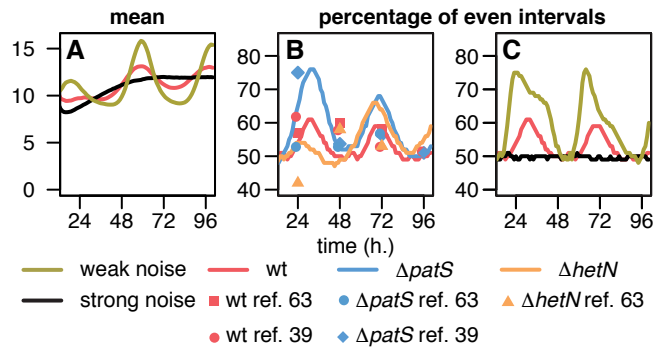 mean
percentage of even intervals
A
B
C
15
10
5
0
80
70
60
50
40
80
70
60
50
40
24 48 72 96
24 48 72 96
24 48 72 96
time (h.)
weak noise wt ΔpatS ΔhetN
strong noise wt ref. 63 ΔpatS ref. 63 ΔhetN ref. 63
wt ref. 39 ΔpatS ref. 39